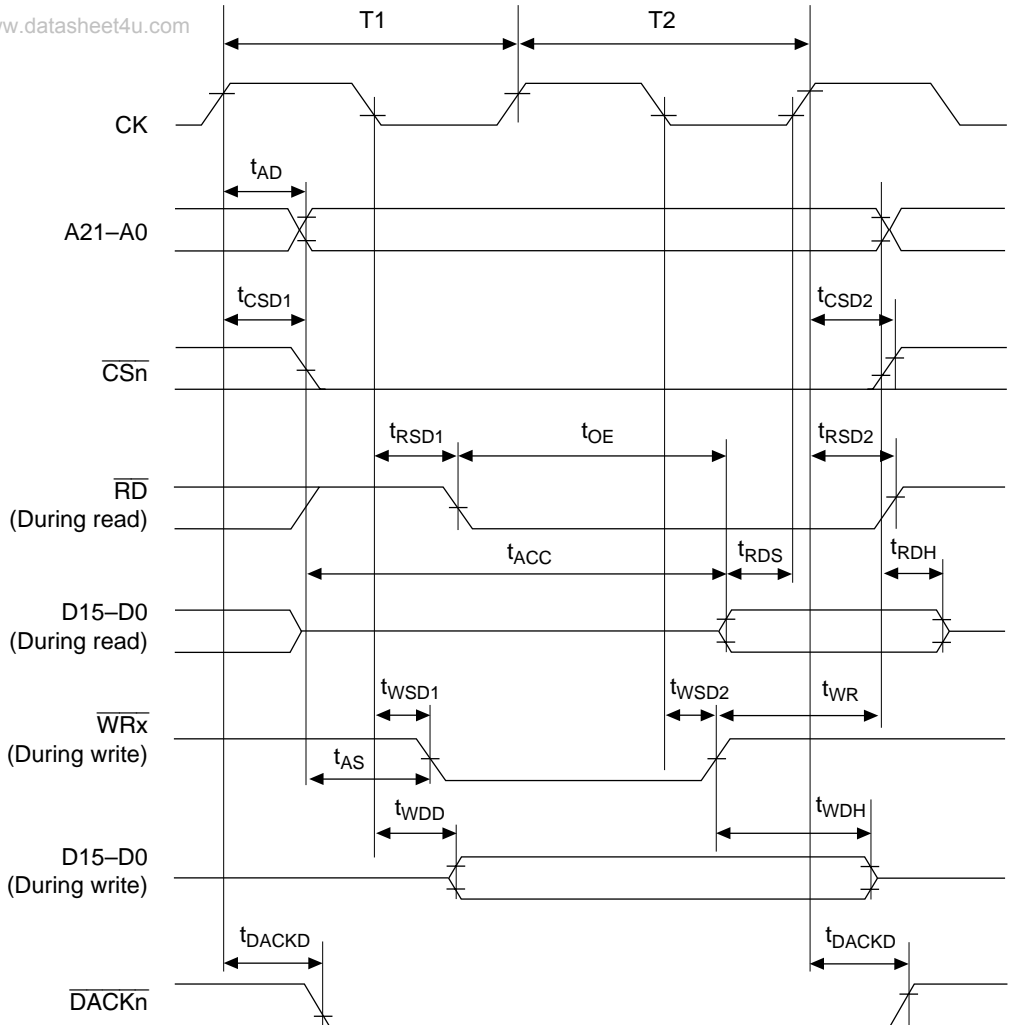 w.datasheet4u.com
T1
T2
CK
tAD
A21–A0
tCSD1
tCSD2
CSn
tRSD1
tOE
tRSD2
RD
(During read)
tACC
tRDS
tRDH
D15–D0
(During read)
tWSD1
tWSD2
tWR
WRx
(During write)
tAS
tWDD
tWDH
D15–D0
(During write)
tDACKD
tDACKD
DACKn